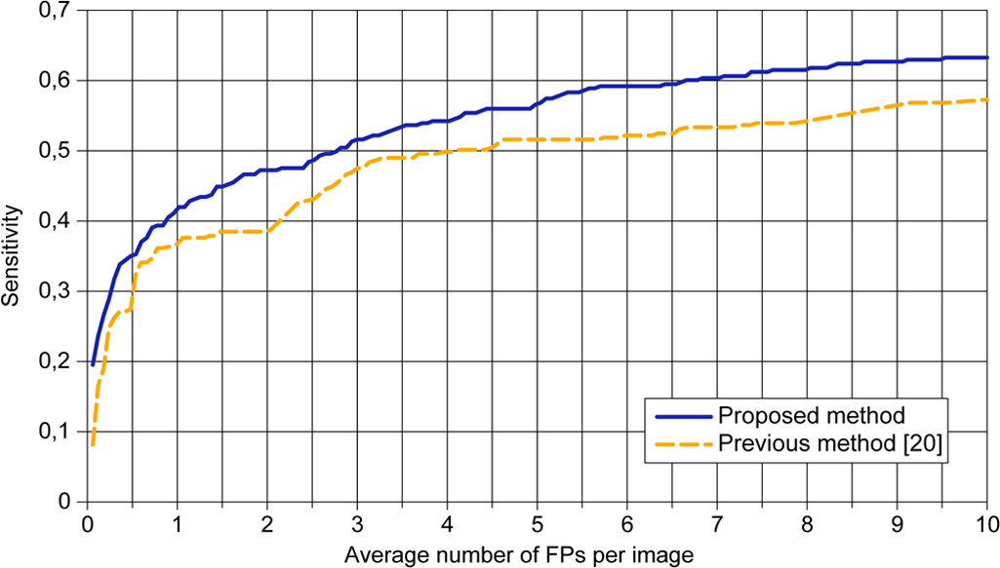 0,7
0,6
0,5
0,4
0,3
0,2
0,1
0
Sensitivity
Proposed method
Previous method [20]
0 1 2 3 4 5 6 7 8 9 10
Average number of FPs per image